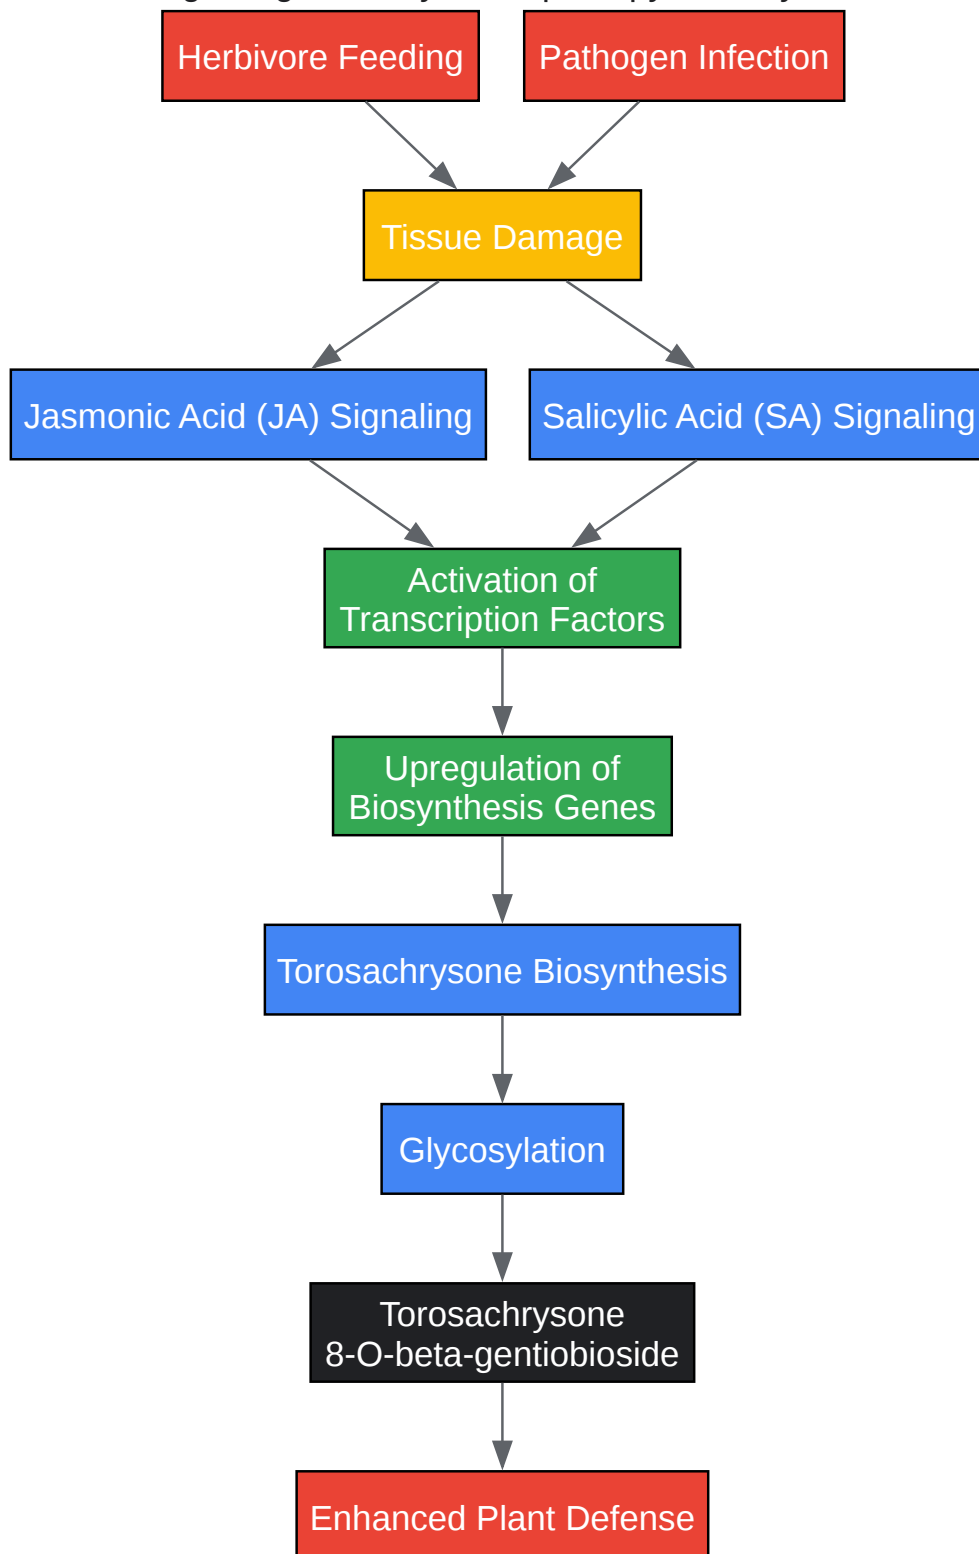 Herbivore Feeding
Pathogen Infection
Tissue Damage
Jasmonic Acid (JA) Signaling
Salicylic Acid (SA) Signaling
Activation of
Transcription Factors
Upregulation of
Biosynthesis Genes
Torosachrysone Biosynthesis
Glycosylation
Torosachrysone
8-O-beta-gentiobioside
Enhanced Plant Defense